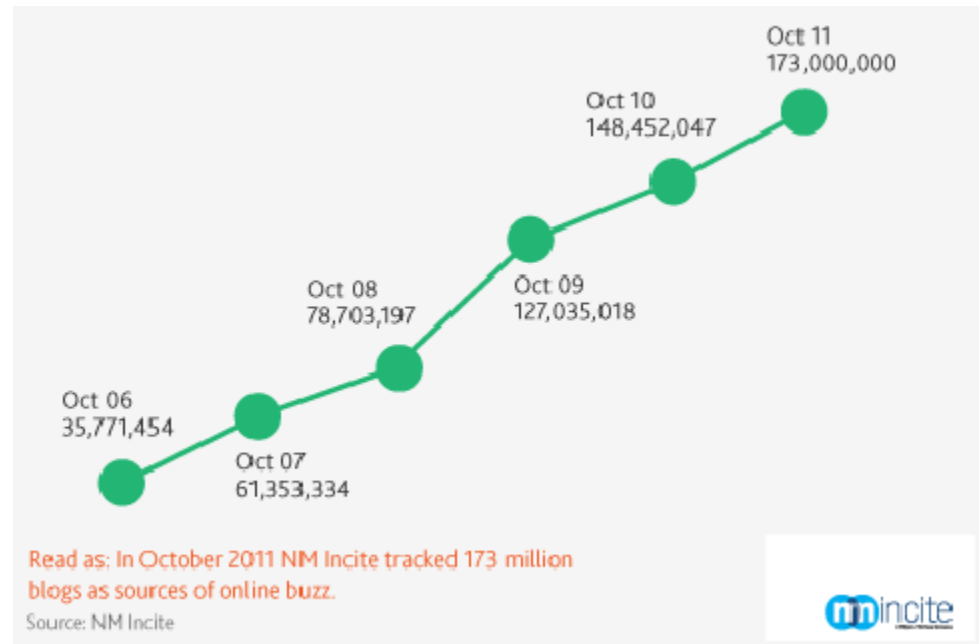 Oct 11
173,000,000
Oct 10
148,452,047
Oct 08
78,703,197
Oct 09
127,035,018
Oct 06
35,771,454
Oct 07
61,353,334
Read as: In October 2011 NM Incite tracked 173 million
blogs as sources of online buzz.
Source: NM Incite
nmincite